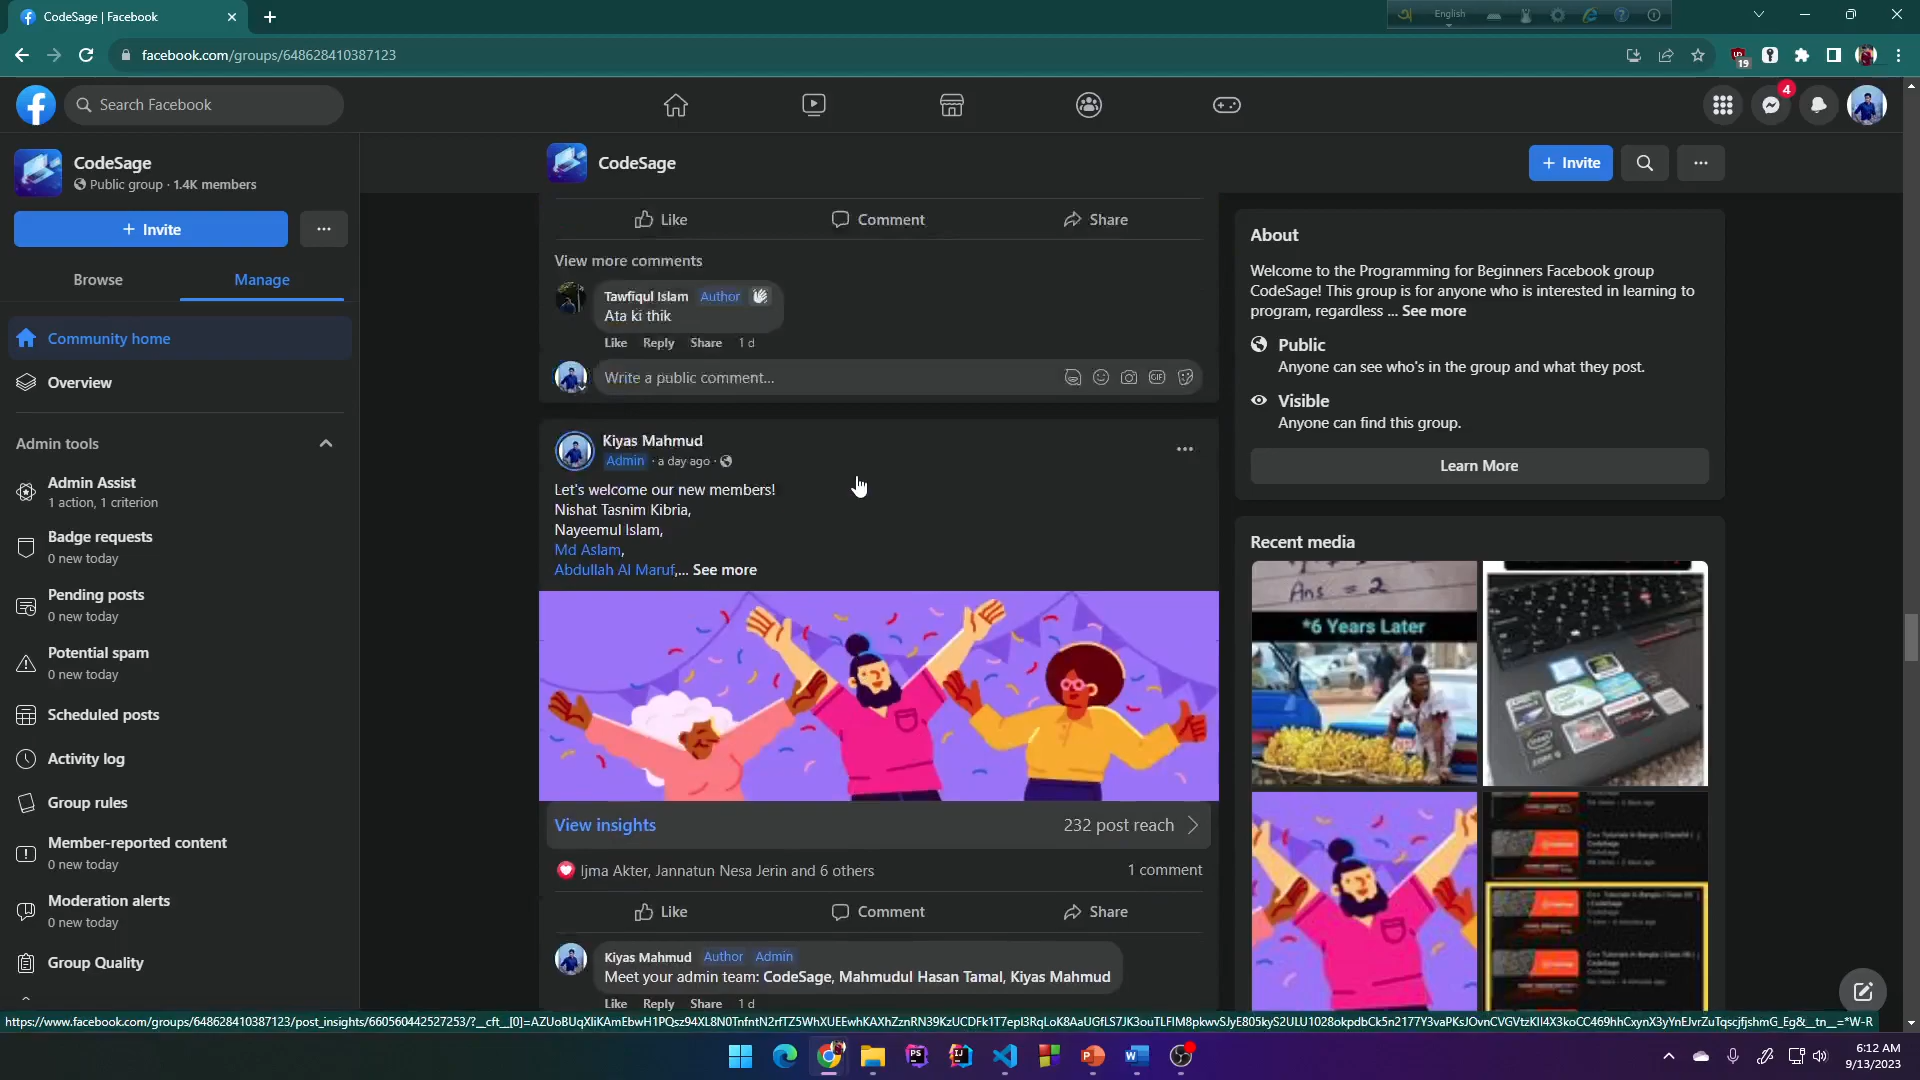 CodeSage | Facebook
English
facebook.com/groups/648628410387123
19
Search Facebook
4
CodeSage
Public group · 1.4K members
+ Invite
Browse
Manage
Community home
Overview
Admin tools
Admin Assist
1 action, 1 criterion
Badge requests
0 new today
Pending posts
0 new today
Potential spam
0 new today
Scheduled posts
Activity log
Group rules
Member-reported content
0 new today
Moderation alerts
0 new today
Group Quality
CodeSage
+ Invite
Like
Comment
Share
View more comments
Tawfiqul Islam Author
Ata ki thik
Like Reply Share 1 d
Write a public comment...
GIF
Kiyas Mahmud
Admin · a day ago ·
Let's welcome our new members!
Nishat Tasnim Kibria,
Nayeemul Islam,
Md Aslam,
Abdullah Al Maruf,... See more
View insights
232 post reach
Ijma Akter, Jannatun Nesa Jerin and 6 others
1 comment
Like
Comment
Share
Kiyas Mahmud Author Admin
Meet your admin team: CodeSage, Mahmudul Hasan Tamal, Kiyas Mahmud
Like Reply Share 1 d
About
Welcome to the Programming for Beginners Facebook group
CodeSage! This group is for anyone who is interested in learning to
program, regardless ... See more
Public
Anyone can see who's in the group and what they post.
Visible
Anyone can find this group.
Learn More
Recent media
Ans = 2
*6 Years Later
6:12 AM
9/13/2023